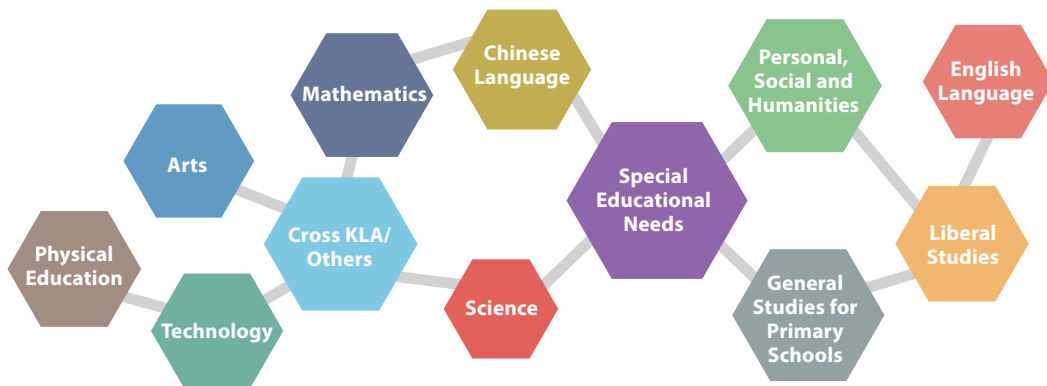 Mathematics
Chinese
Language
Personal,
Social and
Humanities
English
Language
Arts
Special
Educational
Needs
Physical
Education
Cross KLA/
Others
Liberal
Studies
Technology
Science
General
Studies for
Primary
Schools